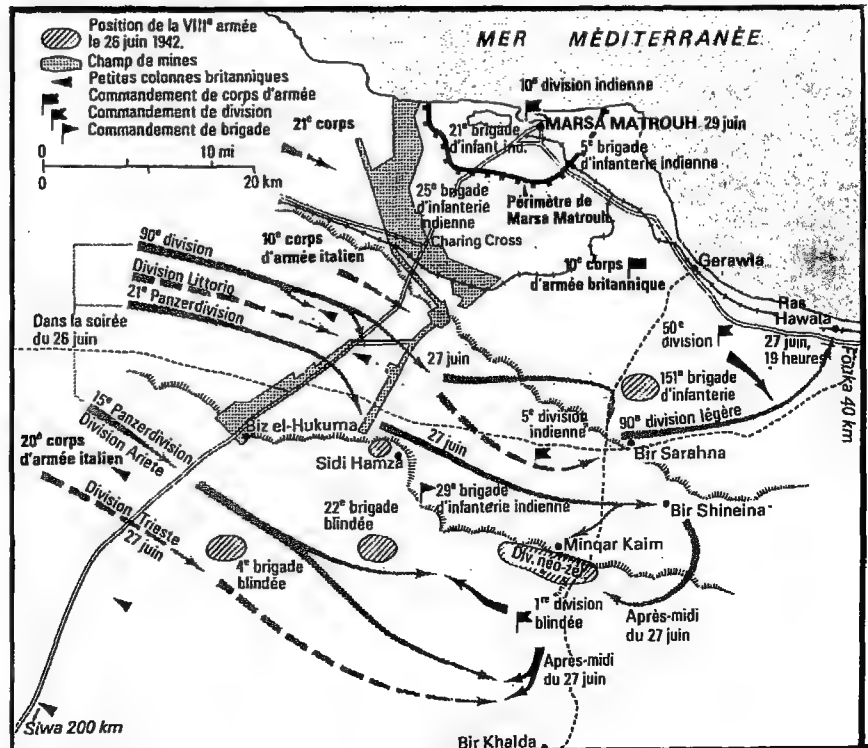 Position de la VIIIe armée
le 26 juin 1942.
Champ de mines
Petites colonnes britanniques
Commandement de corps d'armée
Commandement de division
Commandement de brigade
0 10 mi
0 20 km
MER MÉDITERRANÉE
10e division indienne
MARSA MATROUH 29 juin
21e brigade
d'infant. ind.
5e brigade
d'infanterie indienne
21e corps
25e brigade
d'infanterie
indienne
Périmètre de
Marsa Matrouh
Charing Cross
10e corps
d'armée italien
10e corps
d'armée britannique
Gerawla
Ras
Hawala
90e division
Division Littorio
21e Panzerdivision
Dans la soirée
du 26 juin
50e
division
27 juin,
19 heures
Fouka 40 km
27 juin
151e brigade
d'infanterie
90e division légère
5e division
indienne
Bir Sarahna
15e Panzerdivision
Division Ariete
20e corps
d'armée italien
Biz el-Hukuma
Sidi Hamza
27 juin
29e brigade
d'infanterie indienne
Bir Shineina
22e brigade
blindée
Division Trieste
27 juin
4e brigade
blindée
Minqar Kaim
Div. néo-zé
1re division
blindée
Après-midi
du 27 juin
Après-midi
du 27 juin
Siwa 200 km
Bir Khalda